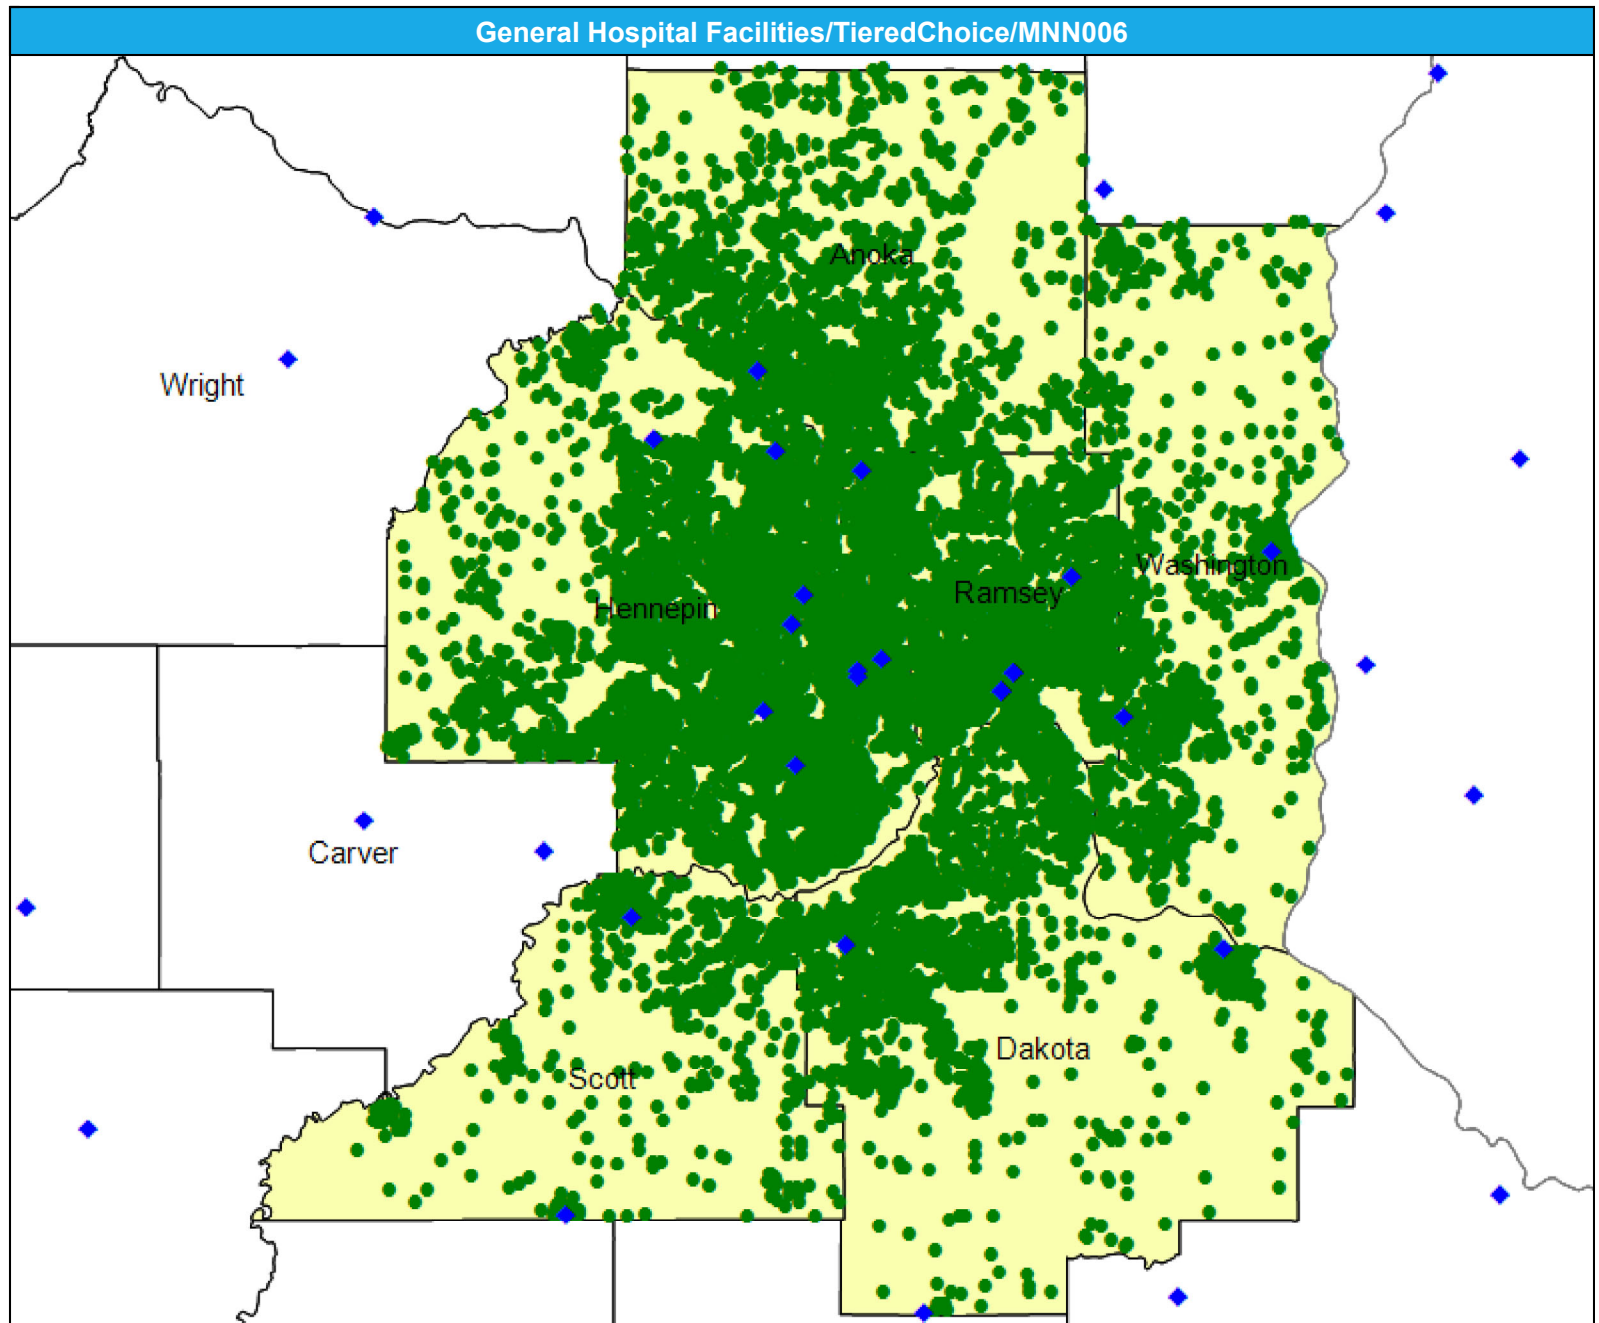 General Hospital Facilities/TieredChoice/MNN006
Anoka
Wright
Washington
Ramsey
Hennepin
Carver
Dakota
Scott